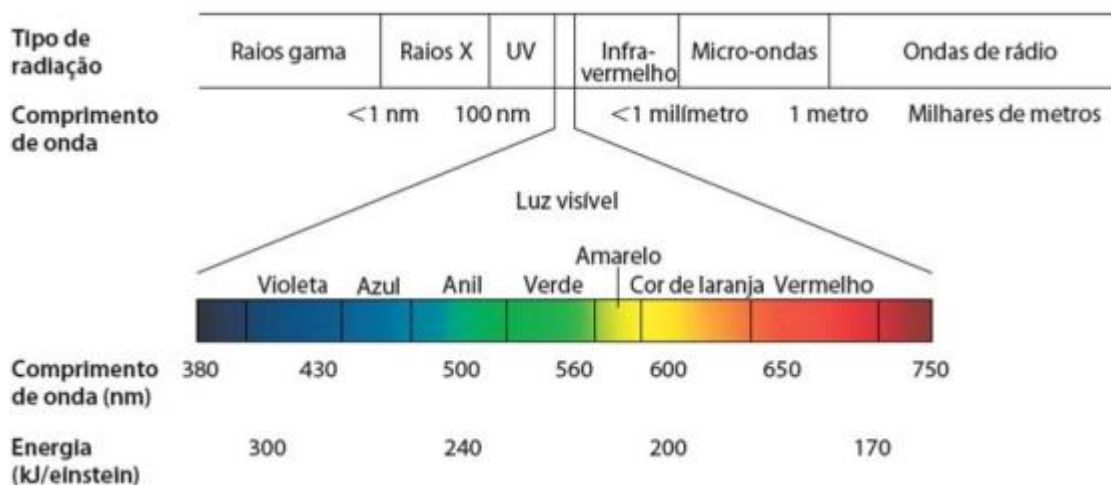 Tipo de radiação
Raios gama
Raios X
UV
Infra-
vermelho
Micro-ondas
Ondas de rádio
Comprimento de onda
<1 nm
100 nm
<1 milímetro
1 metro
Milhares de metros
Luz visível
Amarelo
Violeta
Azul
Anil
Verde
Cor de laranja
Vermelho
Comprimento de onda (nm)
380
430
500
560
600
650
750
Energia (kJ/einstein)
300
240
200
170